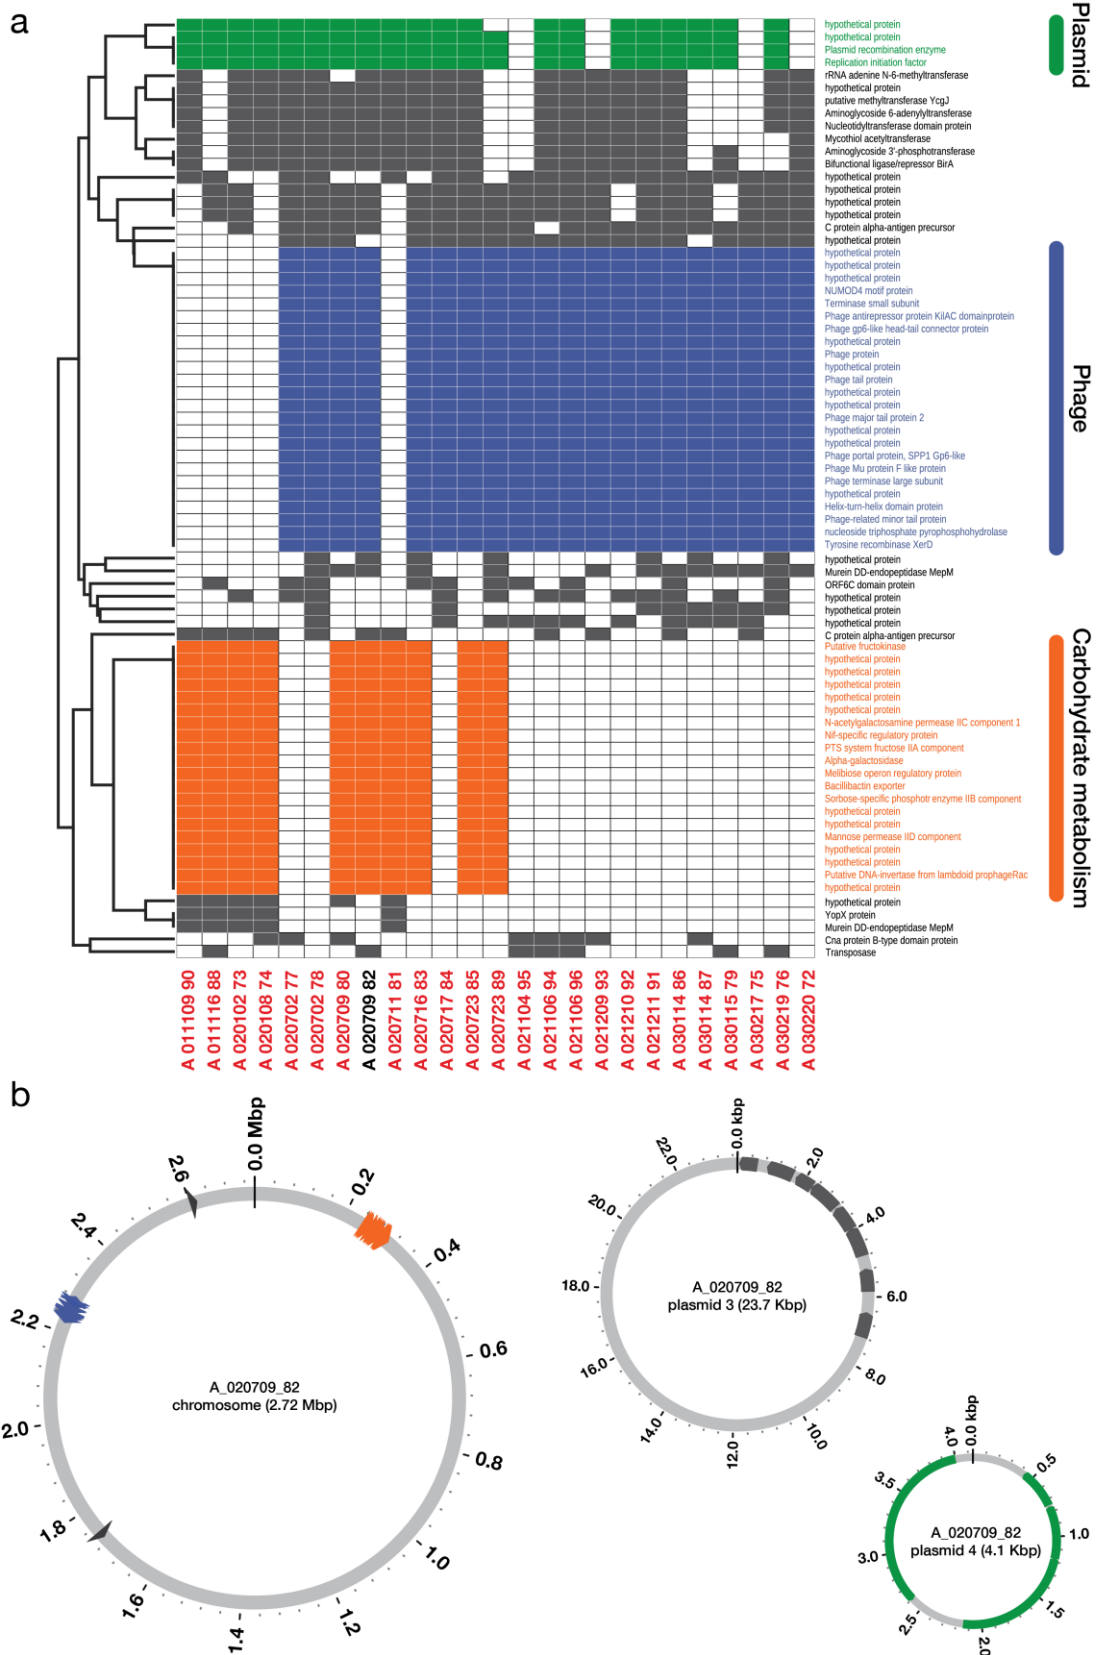 a
Plasmid
hypothetical protein
hypothetical protein
Plasmid recombination enzyme
Replication initiation factor
rRNA adenine N-6-methyltransferase
hypothetical protein
putative methyltransferase YcgJ
Aminoglycoside 6-adenylyltransferase
Nucleotidyltransferase domain protein
Mycothiol acetyltransferase
Aminoglycoside 3'-phosphotransferase
Bifunctional ligase/repressor BirA
hypothetical protein
hypothetical protein
hypothetical protein
hypothetical protein
C protein alpha-antigen precursor
hypothetical protein
Phage
hypothetical protein
hypothetical protein
hypothetical protein
NUMOD4 motif protein
Terminase small subunit
Phage antirepressor protein KilAC domainprotein
Phage gp6-like head-tail connector protein
hypothetical protein
Phage protein
hypothetical protein
Phage tail protein
hypothetical protein
hypothetical protein
Phage major tail protein 2
hypothetical protein
hypothetical protein
Phage portal protein, SPP1 Gp6-like
Phage Mu protein F like protein
Phage terminase large subunit
hypothetical protein
Helix-turn-helix domain protein
Phage-related minor tail protein
nucleoside triphosphate pyrophosphohydrolase
Tyrosine recombinase XerD
hypothetical protein
Murein DD-endopeptidase MepM
ORF6C domain protein
hypothetical protein
hypothetical protein
hypothetical protein
C protein alpha-antigen precursor
Carbohydrate metabolism
Putative fructokinase
hypothetical protein
hypothetical protein
hypothetical protein
hypothetical protein
hypothetical protein
N-acetylgalactosamine permease IIC component 1
Nif-specific regulatory protein
PTS system fructose IIA component
Alpha-galactosidase
Melibiose operon regulatory protein
Bacillibactin exporter
Sorbose-specific phosphotr enzyme IIB component
hypothetical protein
hypothetical protein
Mannose permease IID component
hypothetical protein
hypothetical protein
Putative DNA-invertase from lambdoid prophageRac
hypothetical protein
hypothetical protein
YopX protein
Murein DD-endopeptidase MepM
Cna protein B-type domain protein
Transposase
A 011109 90
A 011116 88
A 020102 73
A 020108 74
A 020702 77
A 020702 78
A 020709 80
A 020709 82
A 020711 81
A 020716 83
A 020717 84
A 020723 85
A 020723 89
A 021104 95
A 021106 94
A 021106 96
A 021209 93
A 021210 92
A 021211 91
A 030114 86
A 030114 87
A 030115 79
A 030217 75
A 030219 76
A 030220 72
b
0.0 Mbp
0.2
0.4
0.6
0.8
1.0
1.2
1.4
1.6
1.8
2.0
2.2
2.4
2.6
A_020709_82
chromosome (2.72 Mbp)
0.0 kbp
2.0
4.0
6.0
8.0
10.0
12.0
14.0
16.0
18.0
20.0
22.0
A_020709_82
plasmid 3 (23.7 Kbp)
0.0 kbp
0.5
1.0
1.5
2.0
2.5
3.0
3.5
4.0
A_020709_82
plasmid 4 (4.1 Kbp)